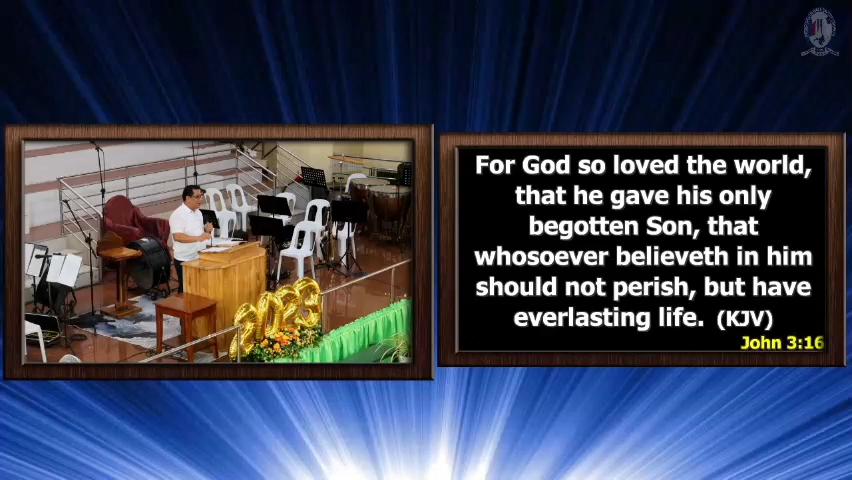 2023
For God so loved the world,
that he gave his only
begotten Son, that
whosoever believeth in him
should not perish, but have
everlasting life. (KJV)
John 3:16